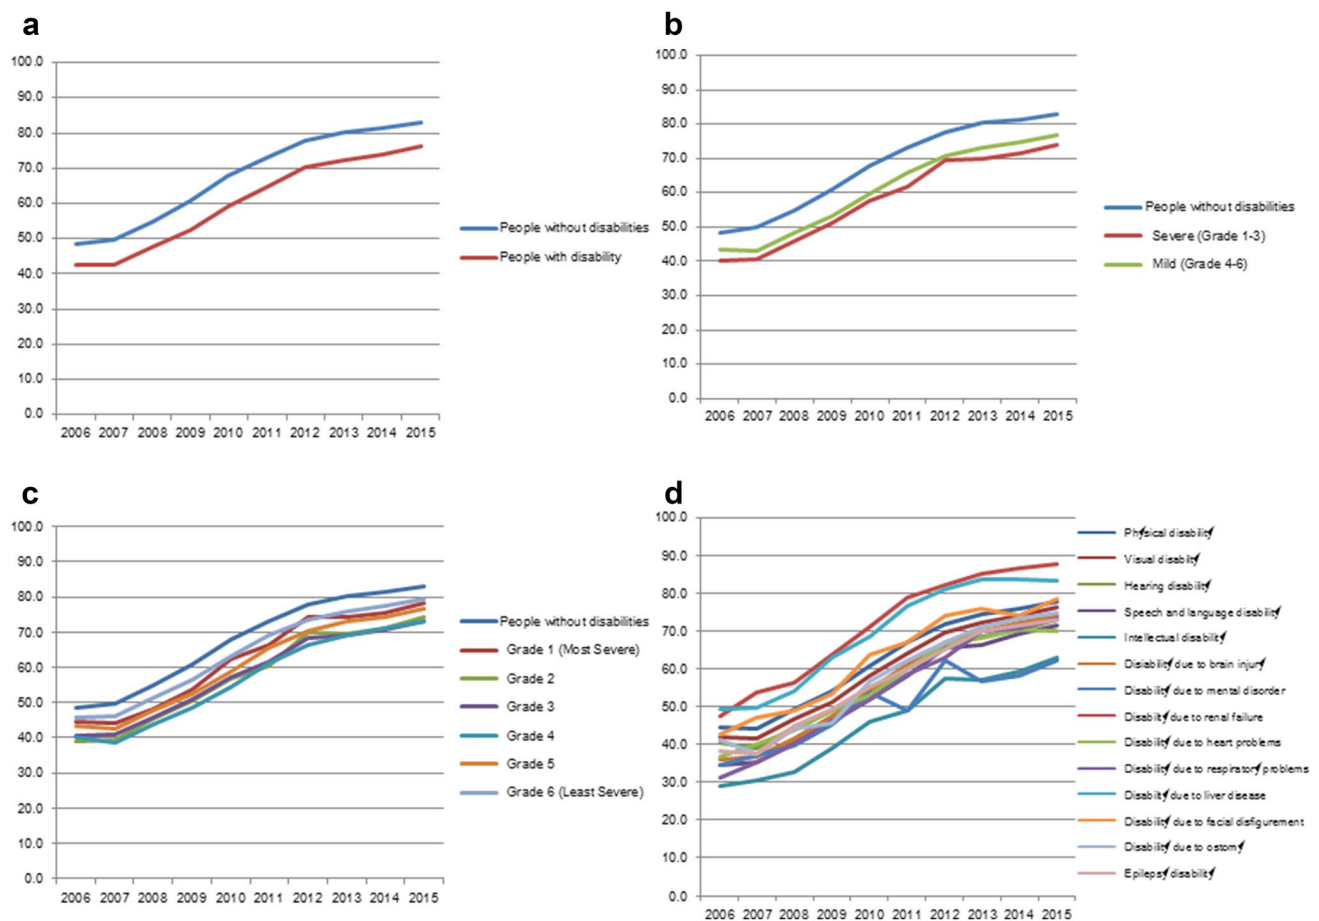 a
100.0
90.0
80.0
70.0
60.0
50.0
40.0
30.0
20.0
10.0
0.0
2006 2007 2008 2009 2010 2011 2012 2013 2014 2015
People without disabilities
People with disability
b
100.0
90.0
80.0
70.0
60.0
50.0
40.0
30.0
20.0
10.0
0.0
2006 2007 2008 2009 2010 2011 2012 2013 2014 2015
People without disabilities
Severe (Grade 1-3)
Mild (Grade 4-6)
c
100.0
90.0
80.0
70.0
60.0
50.0
40.0
30.0
20.0
10.0
0.0
2006 2007 2008 2009 2010 2011 2012 2013 2014 2015
People without disabilities
Grade 1 (Most Severe)
Grade 2
Grade 3
Grade 4
Grade 5
Grade 6 (Least Severe)
d
100.0
90.0
80.0
70.0
60.0
50.0
40.0
30.0
20.0
10.0
0.0
2006 2007 2008 2009 2010 2011 2012 2013 2014 2015
Physical disability
Visual disability
Hearing disability
Speech and language disability
Intellectual disability
Disiability due to brain injury
Disability due to mental disorder
Disability due to renal failure
Disability due to heart problems
Disability due to respiratory problems
Disability due to liver disease
Disability due to facial disfigurement
Disability due to ostomy
Epilepsy disability